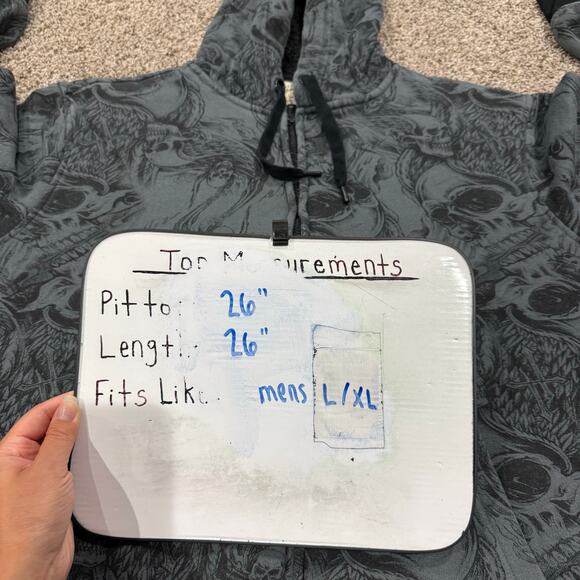 Top Measurements
Pit to: 26"
Length: 26"
Fits Like mens L/XL